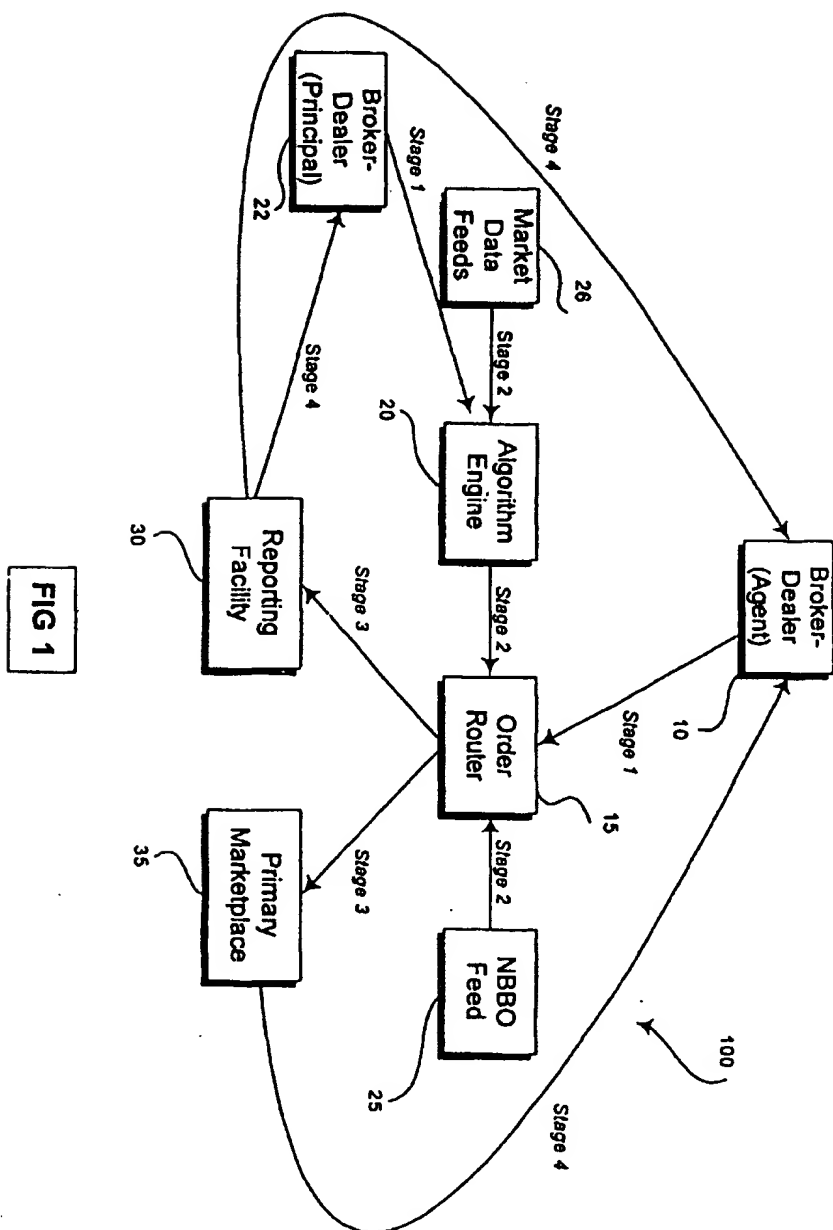 Broker-
Dealer
(Agent)
10
Stage 4
Stage 1
Stage 4
Market
Data
Feeds
26
Stage 2
Algorithm
Engine
20
Stage 2
Order
Router
15
Stage 2
NBBO
Feed
25
100
Broker-
Dealer
(Principal)
22
Stage 1
Stage 4
Stage 3
Stage 3
Reporting
Facility
30
Primary
Marketplace
35
FIG 1